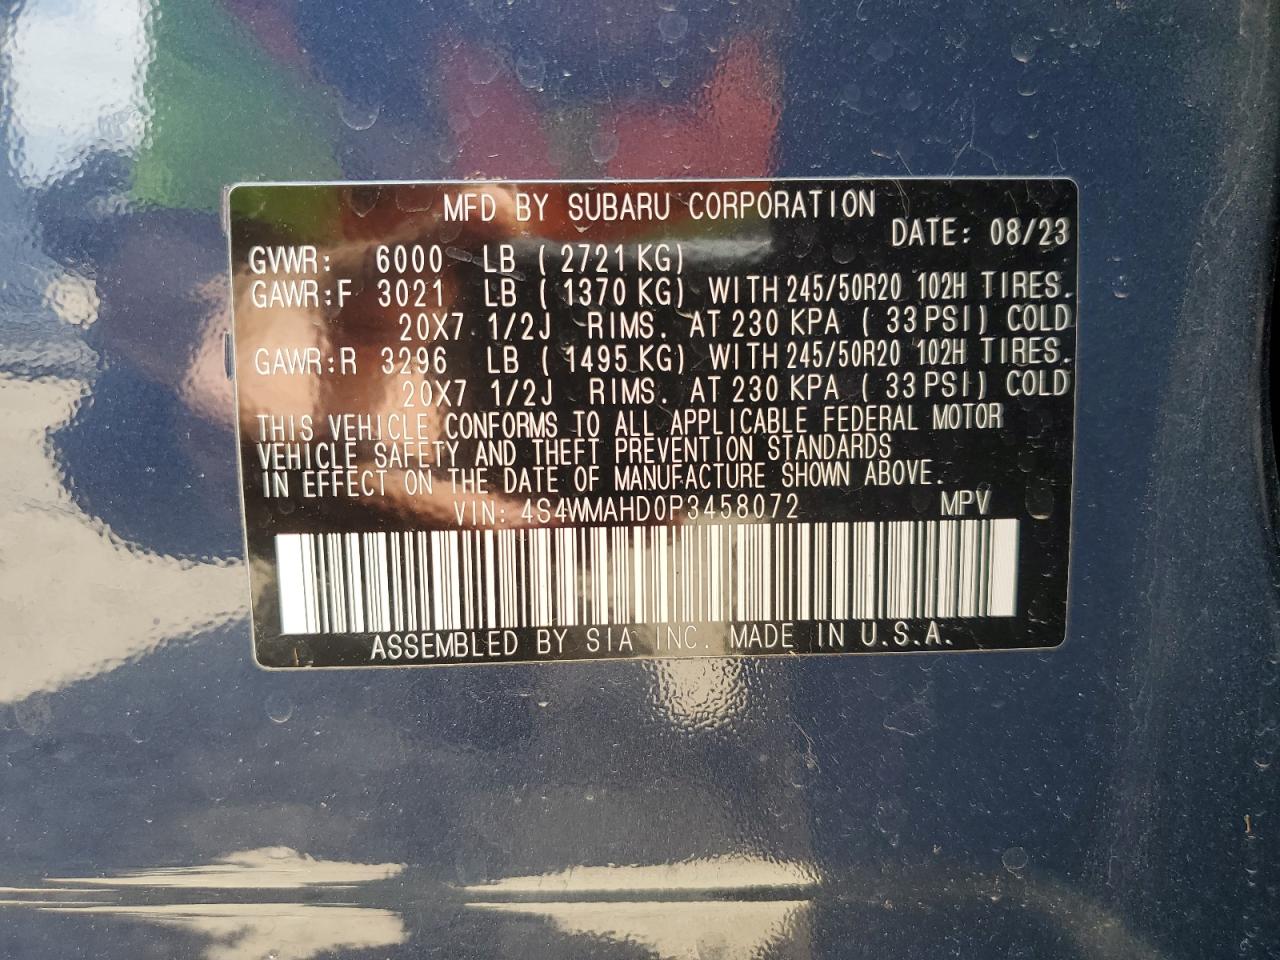 MFD BY SUBARU CORPORATION
DATE: 08/23
GVWR: 6000 LB ( 2721 KG)
GAWR:F 3021 LB ( 1370 KG) WITH 245/50R20 102H TIRES.
20X7 1/2J RIMS. AT 230 KPA ( 33 PSI) COLD
GAWR:R 3296 LB ( 1495 KG) WITH 245/50R20 102H TIRES.
20X7 1/2J RIMS. AT 230 KPA ( 33 PSI) COLD
THIS VEHICLE CONFORMS TO ALL APPLICABLE FEDERAL MOTOR
VEHICLE SAFETY AND THEFT PREVENTION STANDARDS
IN EFFECT ON THE DATE OF MANUFACTURE SHOWN ABOVE.
VIN: 4S4WMAHD0P3458072 MPV
ASSEMBLED BY SIA INC. MADE IN U.S.A.